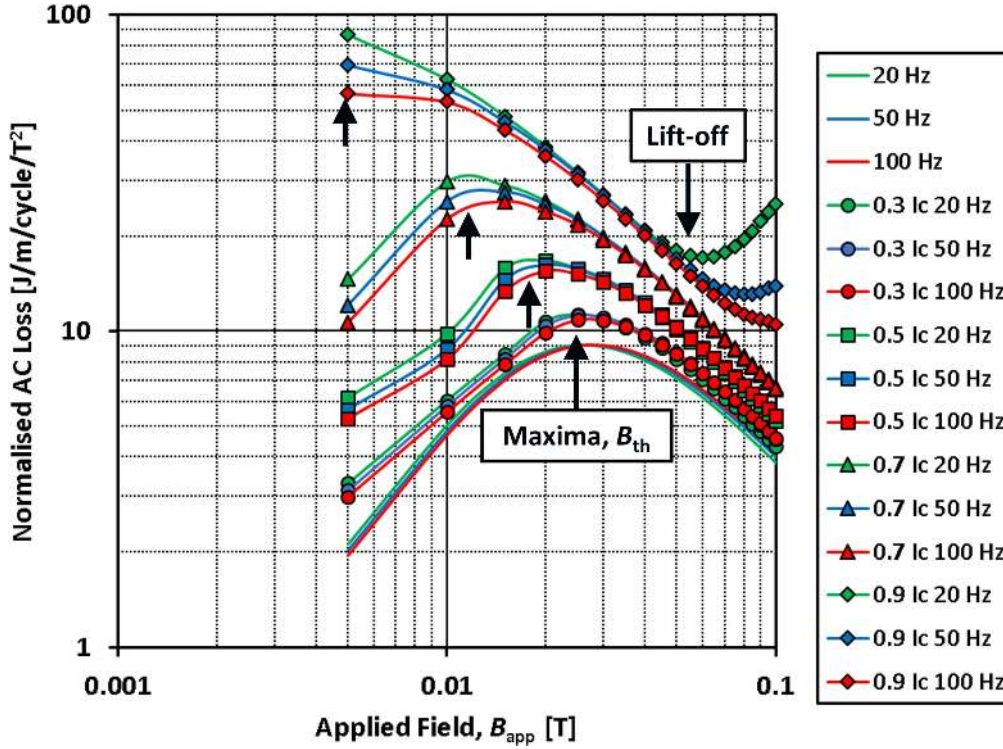 100
10
1
0.001
0.01
0.1
Normalised AC Loss [J/m/cycle/T²]
Applied Field, Bapp [T]
Lift-off
Maxima, Bth
20 Hz
50 Hz
100 Hz
0.3 Ic 20 Hz
0.3 Ic 50 Hz
0.3 Ic 100 Hz
0.5 Ic 20 Hz
0.5 Ic 50 Hz
0.5 Ic 100 Hz
0.7 Ic 20 Hz
0.7 Ic 50 Hz
0.7 Ic 100 Hz
0.9 Ic 20 Hz
0.9 Ic 50 Hz
0.9 Ic 100 Hz